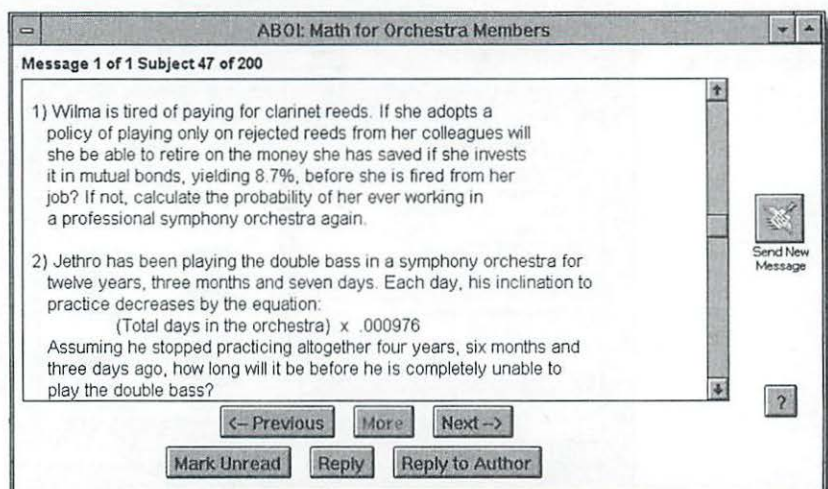 ABOI: Math for Orchestra Members
Message 1 of 1 Subject 47 of 200
1) Wilma is tired of paying for clarinet reeds. If she adopts a
policy of playing only on rejected reeds from her colleagues will
she be able to retire on the money she has saved if she invests
it in mutual bonds, yielding 8.7%, before she is fired from her
job? If not, calculate the probability of her ever working in
a professional symphony orchestra again.
2) Jethro has been playing the double bass in a symphony orchestra for
twelve years, three months and seven days. Each day, his inclination to
practice decreases by the equation:
(Total days in the orchestra) x .000976
Assuming he stopped practicing altogether four years, six months and
three days ago, how long will it be before he is completely unable to
play the double bass?
Send New
Message
?
<-- Previous
More
Next -->
Mark Unread
Reply
Reply to Author